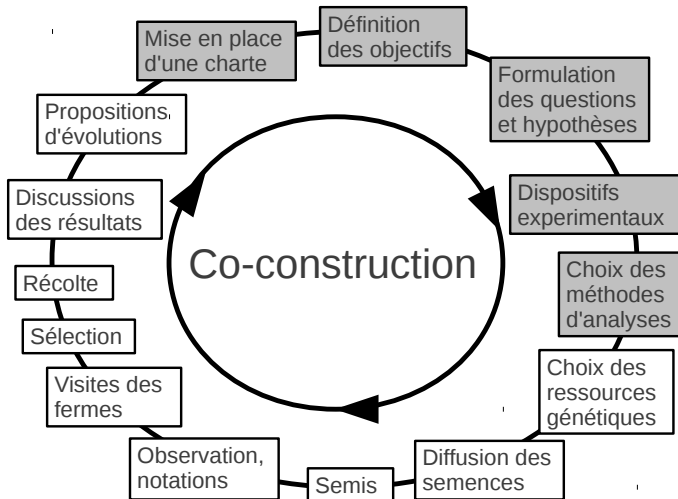 Mise en place
d'une charte
Définition
des objectifs
Formulation
des questions
et hypothèses
Dispositifs
experimentaux
Choix des
méthodes
d'analyses
Choix des
ressources
génétiques
Diffusion des
semences
Semis
Observation,
notations
Visites des
fermes
Sélection
Récolte
Discussions
des résultats
Propositions
d'évolutions
Co-construction